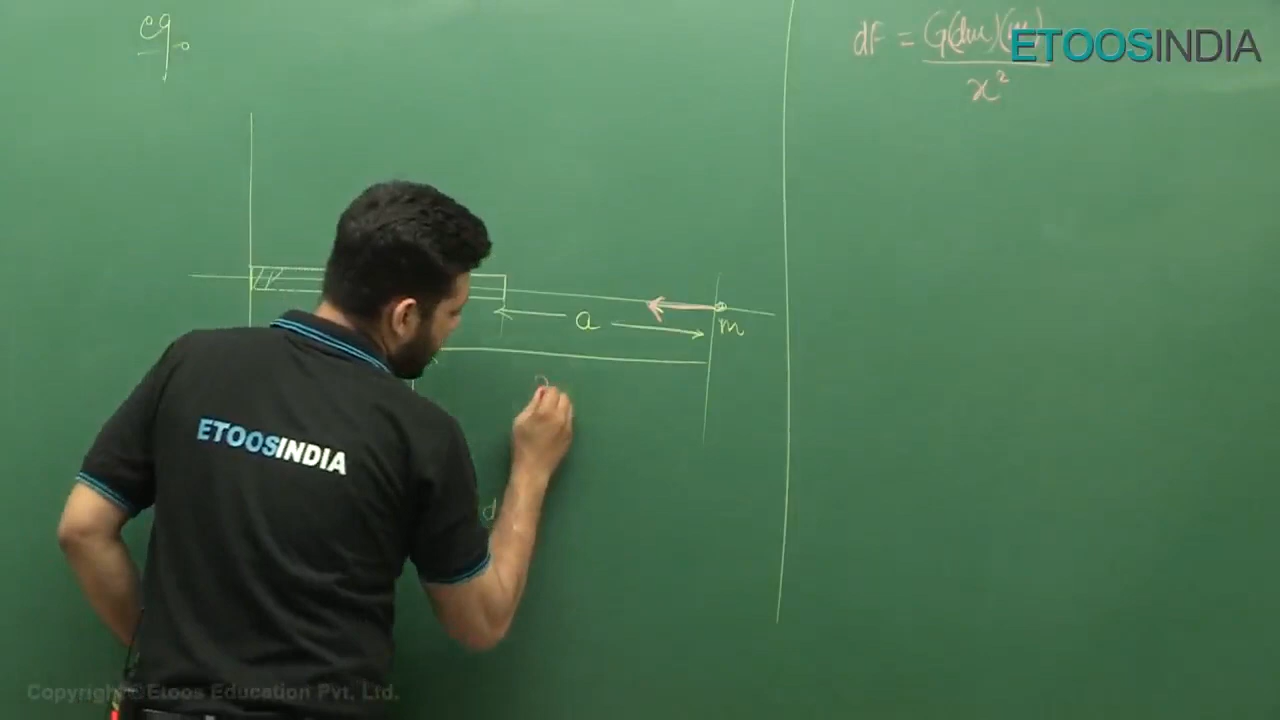 eg.
dF = G(dm)(m)
x²
ETOOSINDIA
a
m
ETOOSINDIA
d
Copyright ©Etoos Education Pvt. Ltd.